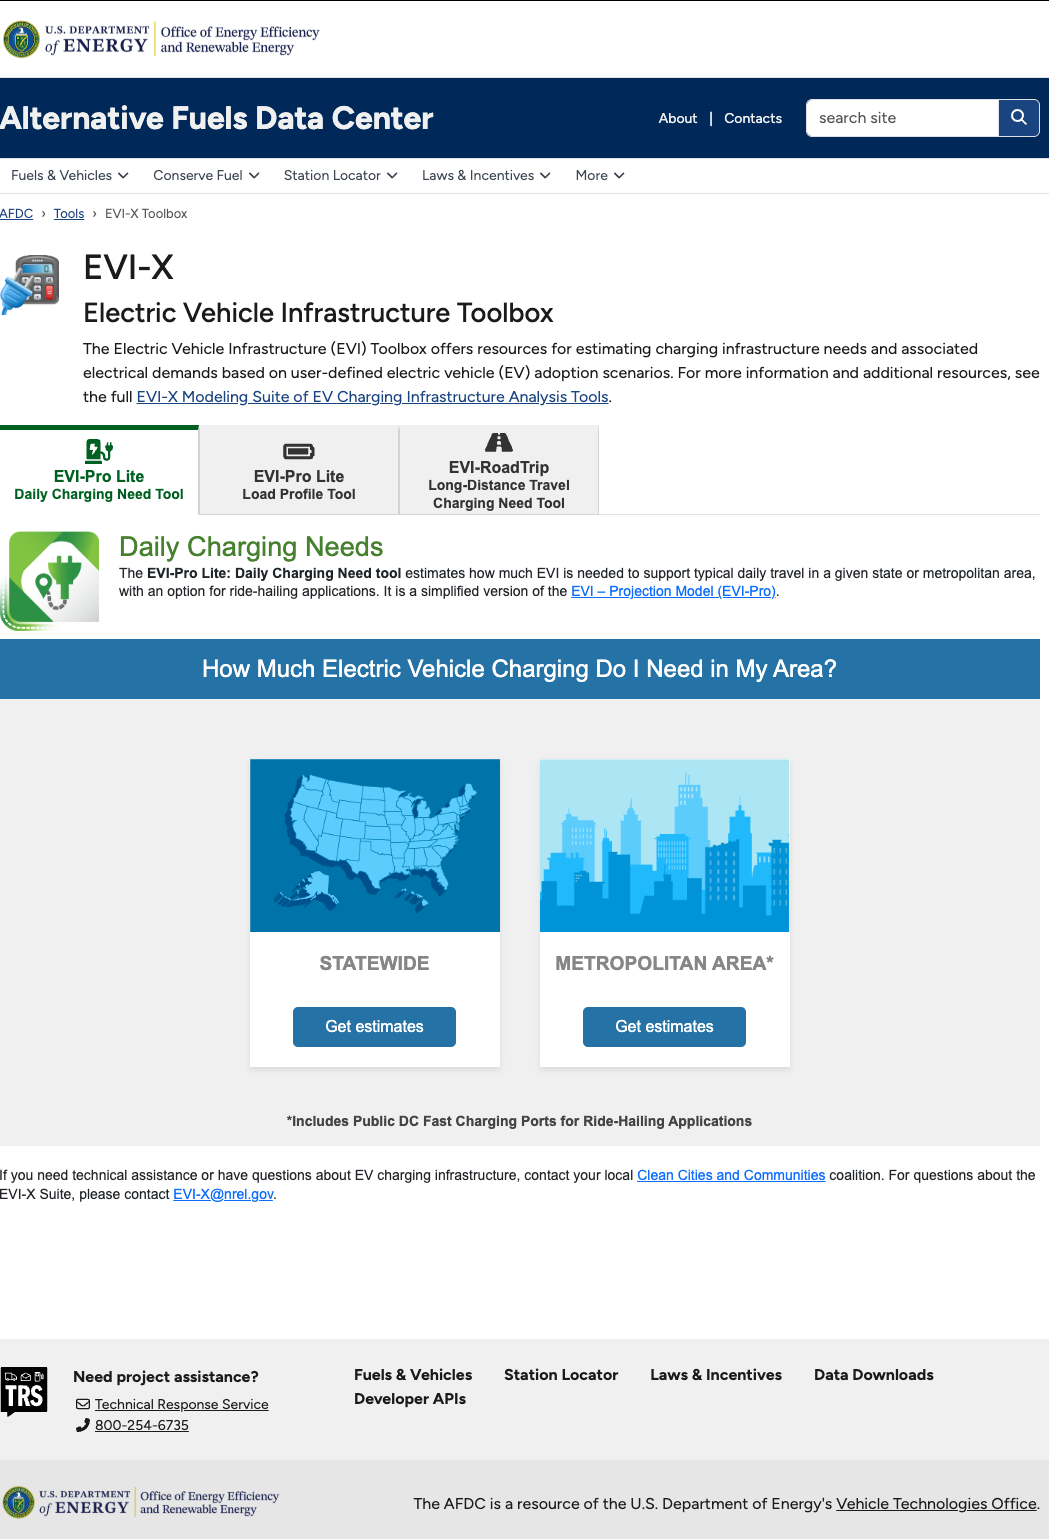 U.S. DEPARTMENT of ENERGY
Office of Energy Efficiency and Renewable Energy
Alternative Fuels Data Center
About | Contacts
search site
Fuels & Vehicles
Conserve Fuel
Station Locator
Laws & Incentives
More
AFDC › Tools › EVI-X Toolbox
EVI-X
Electric Vehicle Infrastructure Toolbox
The Electric Vehicle Infrastructure (EVI) Toolbox offers resources for estimating charging infrastructure needs and associated
electrical demands based on user-defined electric vehicle (EV) adoption scenarios. For more information and additional resources, see
the full EVI-X Modeling Suite of EV Charging Infrastructure Analysis Tools.
EVI-Pro Lite
Daily Charging Need Tool
EVI-Pro Lite
Load Profile Tool
EVI-RoadTrip
Long-Distance Travel
Charging Need Tool
Daily Charging Needs
The EVI-Pro Lite: Daily Charging Need tool estimates how much EVI is needed to support typical daily travel in a given state or metropolitan area,
with an option for ride-hailing applications. It is a simplified version of the EVI – Projection Model (EVI-Pro).
How Much Electric Vehicle Charging Do I Need in My Area?
STATEWIDE
Get estimates
METROPOLITAN AREA*
Get estimates
*Includes Public DC Fast Charging Ports for Ride-Hailing Applications
If you need technical assistance or have questions about EV charging infrastructure, contact your local Clean Cities and Communities coalition. For questions about the
EVI-X Suite, please contact EVI-X@nrel.gov.
TRS
Need project assistance?
Technical Response Service
800-254-6735
Fuels & Vehicles
Station Locator
Laws & Incentives
Data Downloads
Developer APIs
U.S. DEPARTMENT of ENERGY
Office of Energy Efficiency and Renewable Energy
The AFDC is a resource of the U.S. Department of Energy's Vehicle Technologies Office.